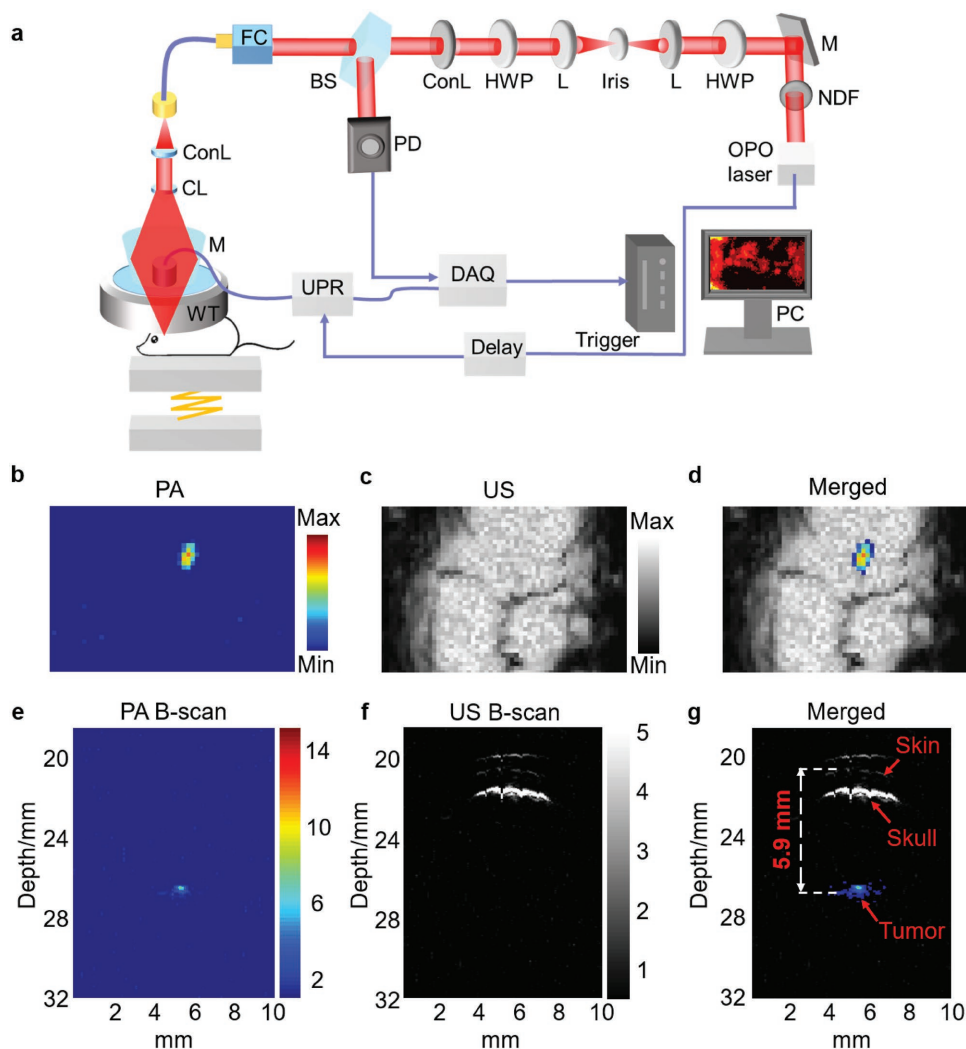 a
FC
BS
ConL
HWP
L
Iris
L
HWP
M
NDF
PD
OPO
laser
ConL
CL
M
WT
UPR
DAQ
Delay
Trigger
PC
b
PA
Max
Min
c
US
Max
Min
d
Merged
e
PA B-scan
Depth/mm
20
24
28
32
2
4
6
8
10
mm
14
10
6
2
f
US B-scan
Depth/mm
20
24
28
32
2
4
6
8
10
mm
5
4
3
2
1
g
Merged
Depth/mm
20
24
28
32
2
4
6
8
10
mm
5.9 mm
Skin
Skull
Tumor